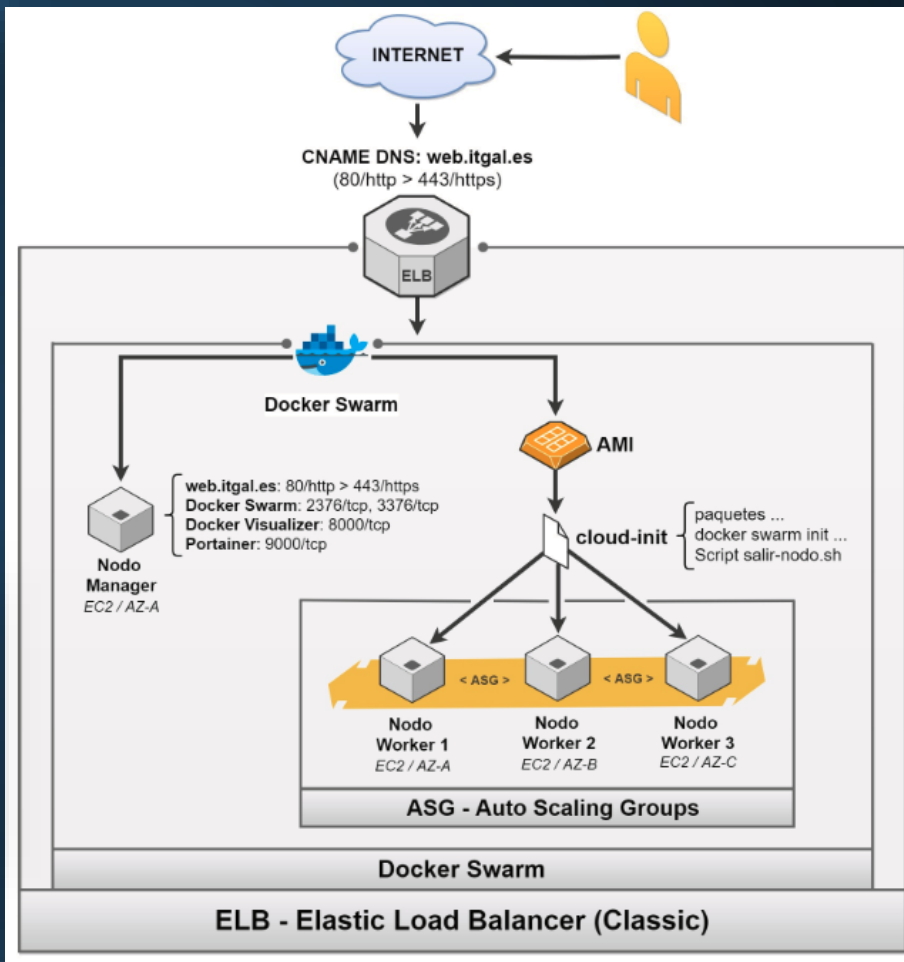 INTERNET
CNAME DNS: web.itgal.es
(80/http > 443/https)
ELB
Docker Swarm
AMI
web.itgal.es: 80/http > 443/https
Docker Swarm: 2376/tcp, 3376/tcp
Docker Visualizer: 8000/tcp
Portainer: 9000/tcp
Nodo
Manager
EC2 / AZ-A
cloud-init
paquetes ...
docker swarm init ...
Script salir-nodo.sh
< ASG >
< ASG >
Nodo
Worker 1
EC2 / AZ-A
Nodo
Worker 2
EC2 / AZ-B
Nodo
Worker 3
EC2 / AZ-C
ASG - Auto Scaling Groups
Docker Swarm
ELB - Elastic Load Balancer (Classic)